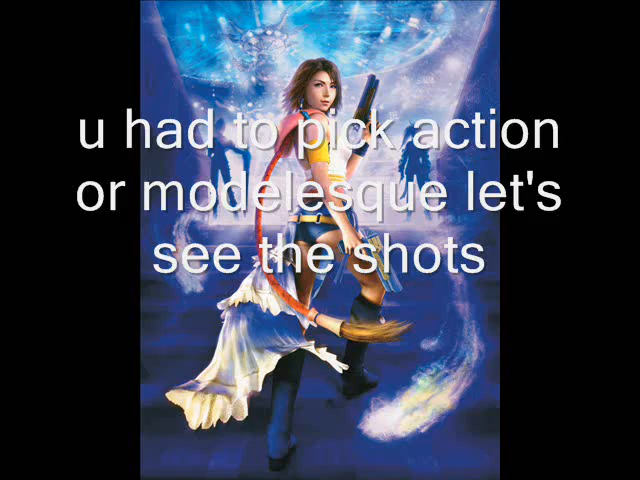 u had to pick action
or modelesque let's
see the shots